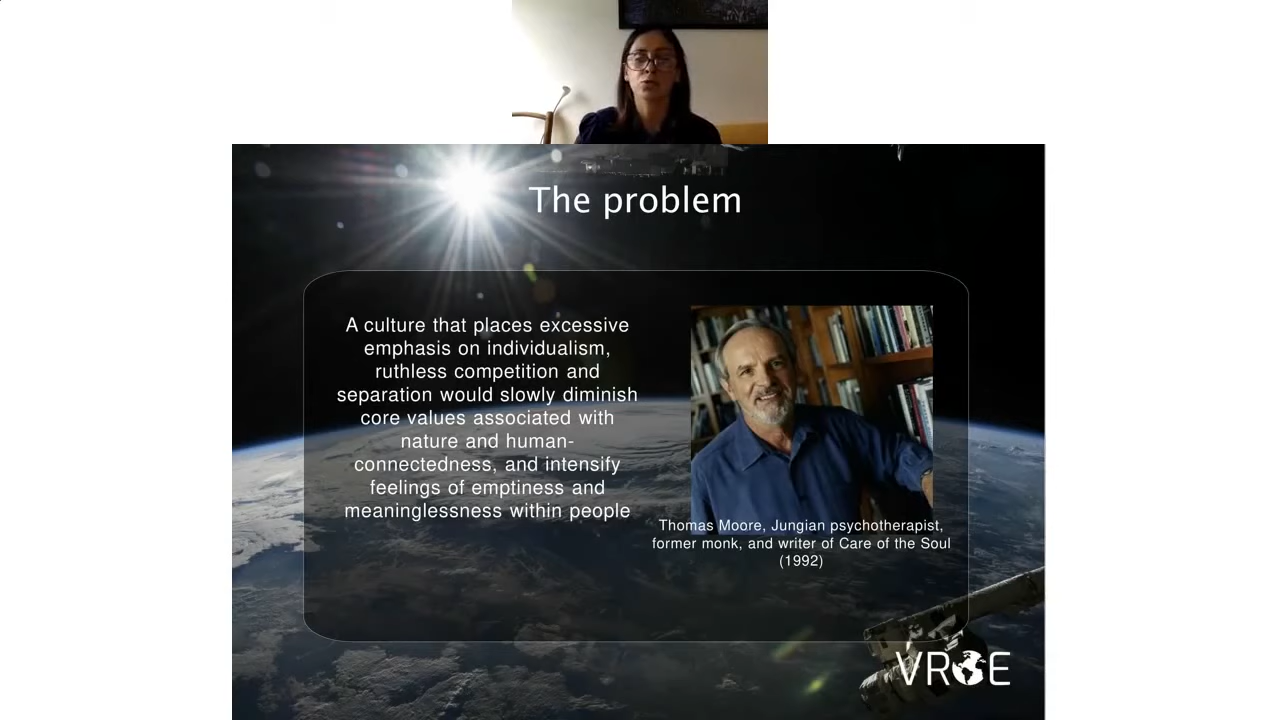 The problem
A culture that places excessive
emphasis on individualism,
ruthless competition and
separation would slowly diminish
core values associated with
nature and human-
connectedness, and intensify
feelings of emptiness and
meaninglessness within people
Thomas Moore, Jungian psychotherapist,
former monk, and writer of Care of the Soul
(1992)
VROE